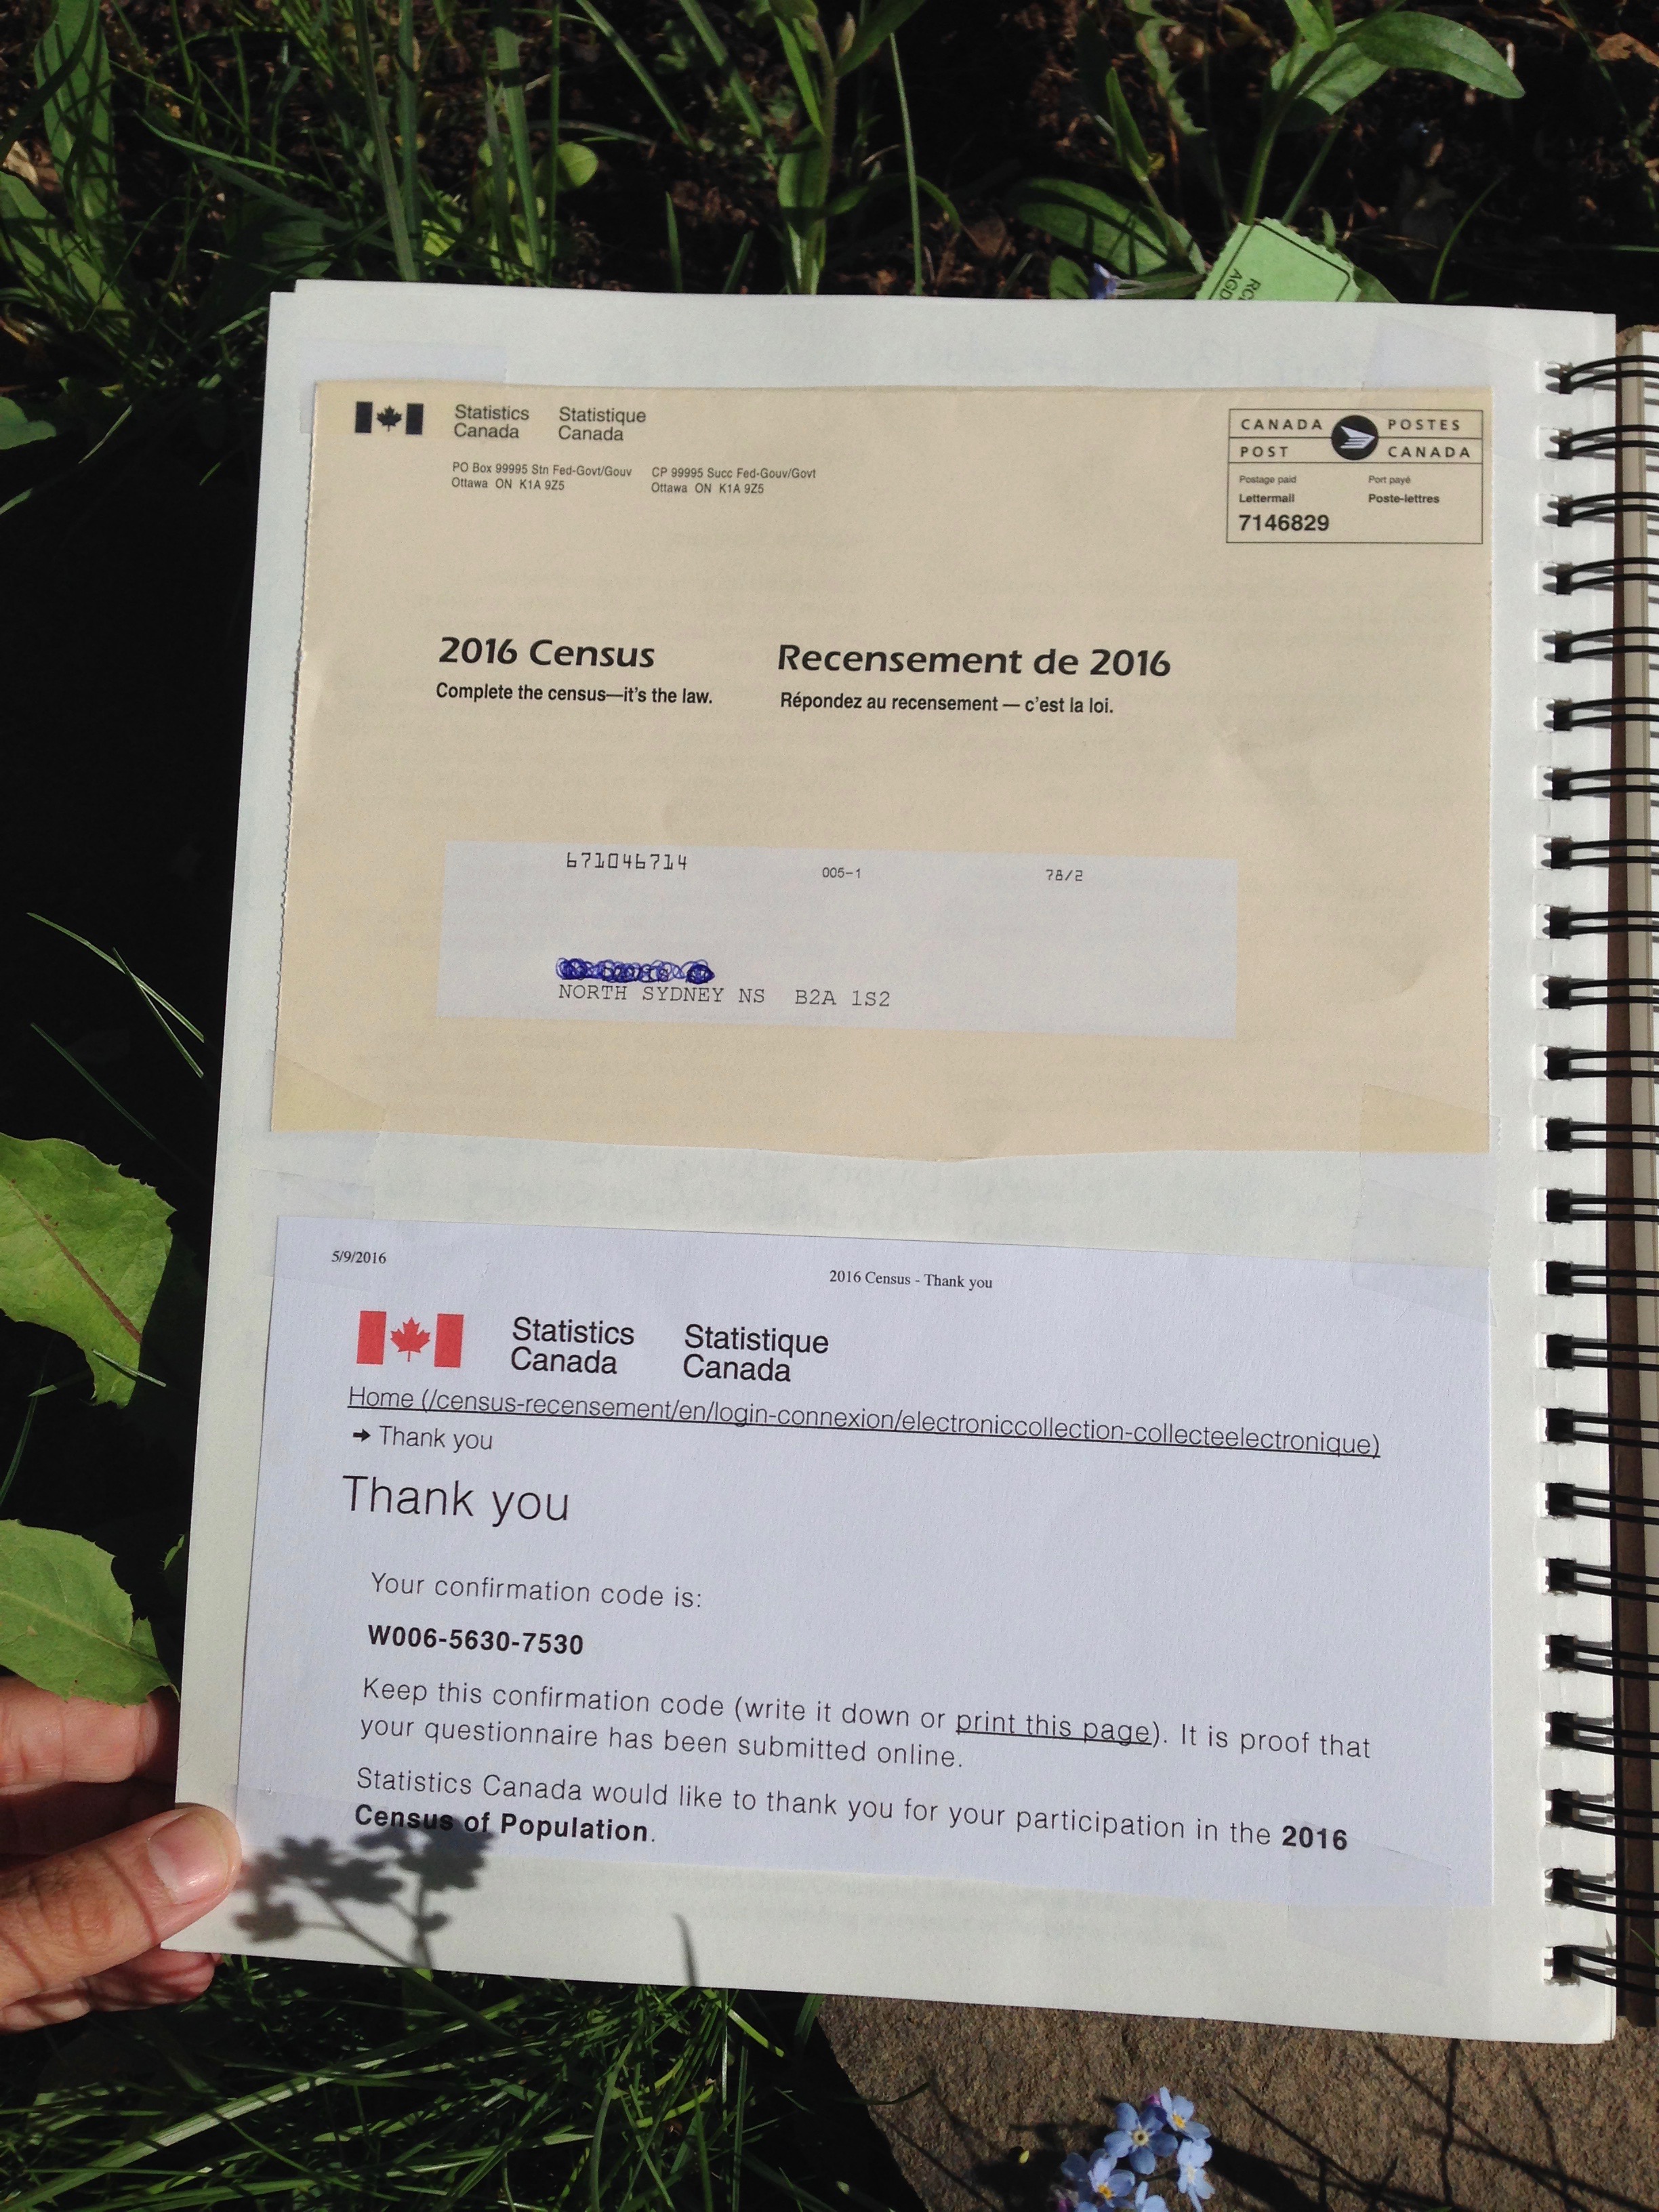 RC
AGD
Statistics Canada
Statistique Canada
PO Box 99995 Stn Fed-Govt/Gouv
Ottawa ON K1A 9Z5
CP 99995 Succ Fed-Gouv/Govt
Ottawa ON K1A 9Z5
CANADA POST
POSTES CANADA
Postage paid
Port payé
Lettermail
Poste-lettres
7146829
2016 Census
Complete the census—it's the law.
Recensement de 2016
Répondez au recensement — c'est la loi.
671046714 005-1 78/2
NORTH SYDNEY NS B2A 1S2
5/9/2016
2016 Census - Thank you
Statistics Canada
Statistique Canada
Home (/census-recensement/en/login-connexion/electroniccollection-collecteelectronique)
→ Thank you
Thank you
Your confirmation code is:
W006-5630-7530
Keep this confirmation code (write it down or print this page). It is proof that
your questionnaire has been submitted online.
Statistics Canada would like to thank you for your participation in the 2016
Census of Population.